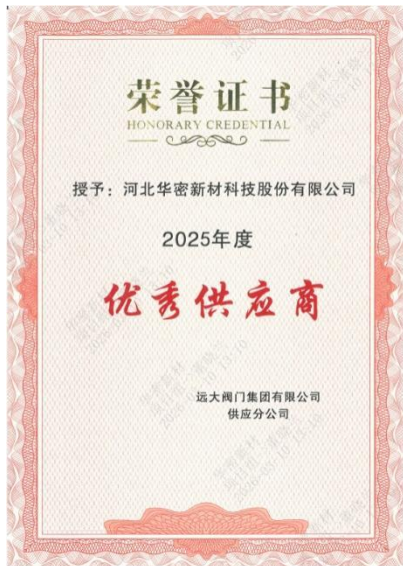 荣誉证书
HONORARY CREDENTIAL
授予：河北华密新材科技股份有限公司
2025年度
优秀供应商
远大阀门集团有限公司
供应分公司